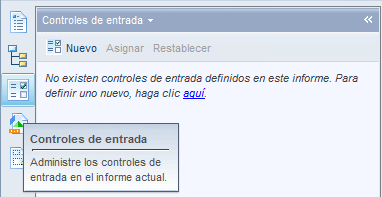 Controles de entrada
Nuevo Asignar Restablecer
No existen controles de entrada definidos en este informe. Para
definir uno nuevo, haga clic aquí.
Controles de entrada
Administre los controles de
entrada en el informe actual.